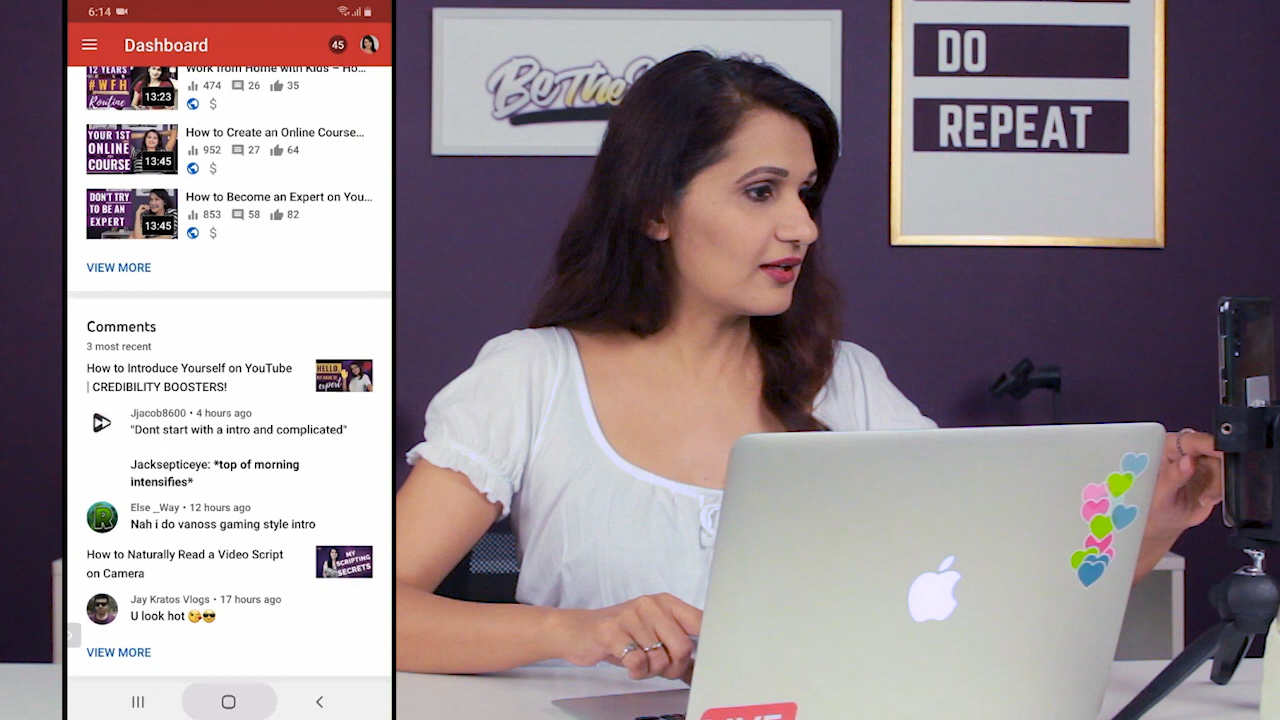 6:14
Dashboard
45
12 YEARS
#WFH
Routine
13:23
Work from Home with Kids – Ho...
474 26 35
$
YOUR 1ST
ONLINE
COURSE
13:45
How to Create an Online Course...
952 27 64
$
DON'T TRY
TO BE AN
EXPERT
13:45
How to Become an Expert on You...
853 58 82
$
VIEW MORE
Comments
3 most recent
How to Introduce Yourself on YouTube
| CREDIBILITY BOOSTERS!
HELLO,
expert
Jjacob8600 • 4 hours ago
"Dont start with a intro and complicated"
Jacksepticeye: *top of morning
intensifies*
R
Else _Way • 12 hours ago
Nah i do vanoss gaming style intro
How to Naturally Read a Video Script
on Camera
MY
SCRIPTING
SECRETS
Jay Kratos Vlogs • 17 hours ago
U look hot 😘😎
VIEW MORE
Be The
DO
REPEAT
LIVE